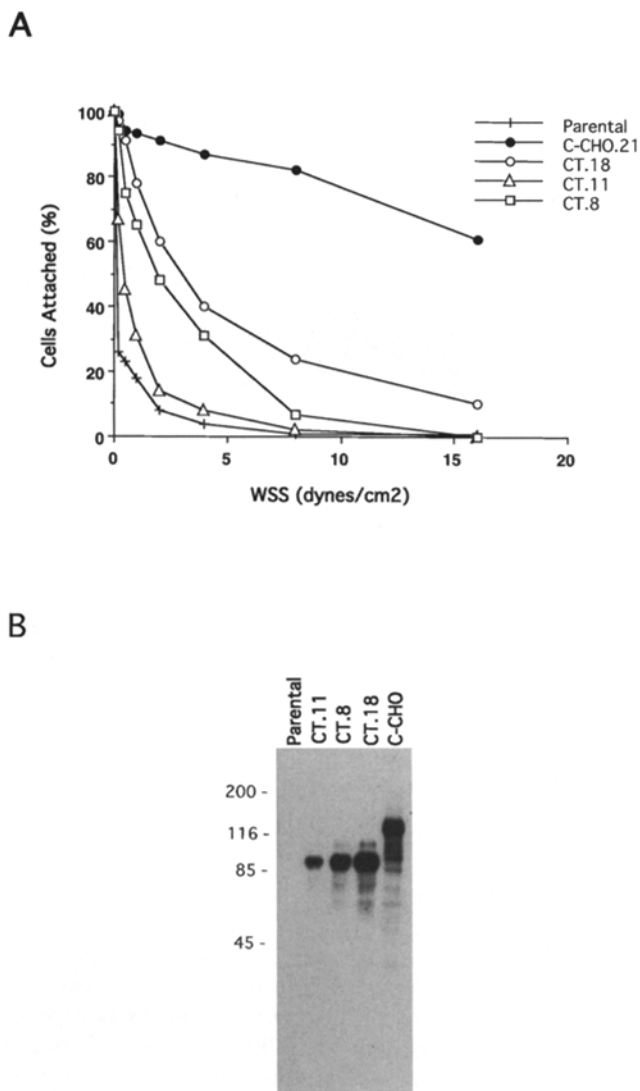 A
100
80
60
40
20
0
Cells Attached (%)
0 5 10 15 20
WSS (dynes/cm2)
Parental
C-CHO.21
CT.18
CT.11
CT.8
B
Parental
CT.11
CT.8
CT.18
C-CHO
200 -
116 -
85 -
45 -